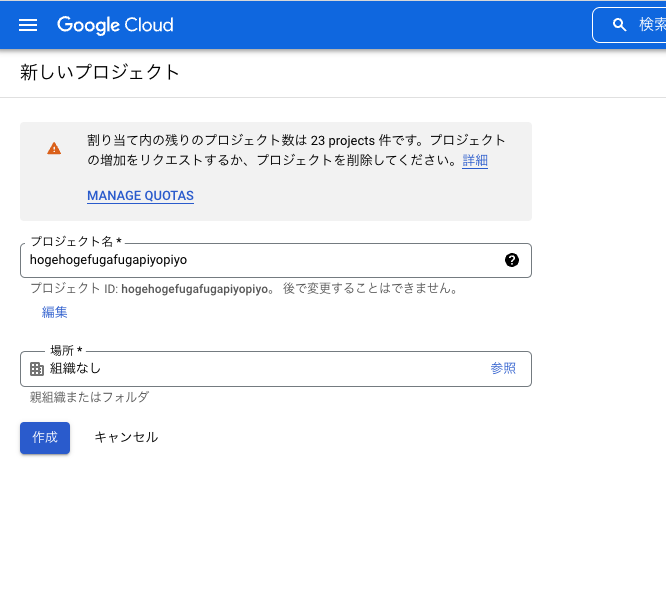 Google Cloud
検索
新しいプロジェクト
割り当て内の残りのプロジェクト数は 23 projects 件です。プロジェクト
の増加をリクエストするか、プロジェクトを削除してください。詳細
MANAGE QUOTAS
プロジェクト名 *
hogehogefugafugapiyopiyo
プロジェクト ID: hogehogefugafugapiyopiyo。 後で変更することはできません。
編集
場所 *
組織なし 参照
親組織またはフォルダ
作成 キャンセル